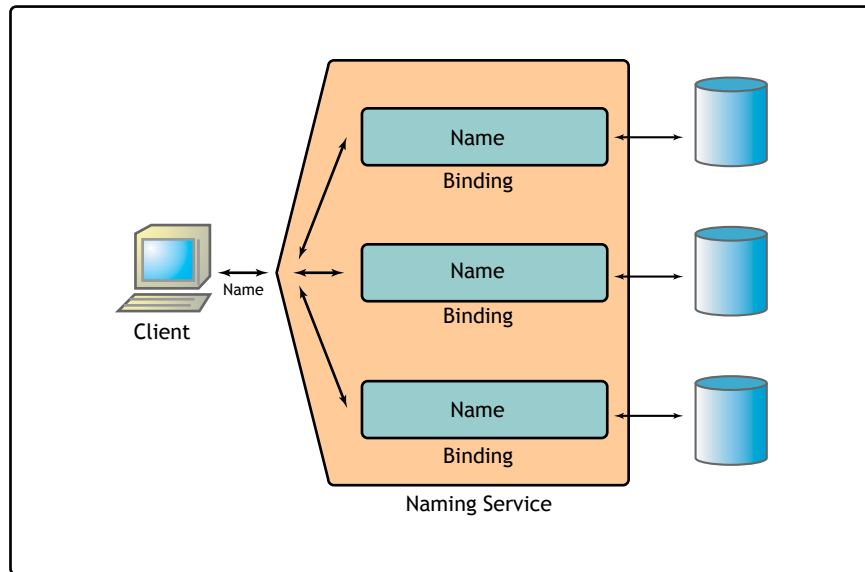 Name
Binding
Name
Name
Binding
Client
Name
Binding
Naming Service